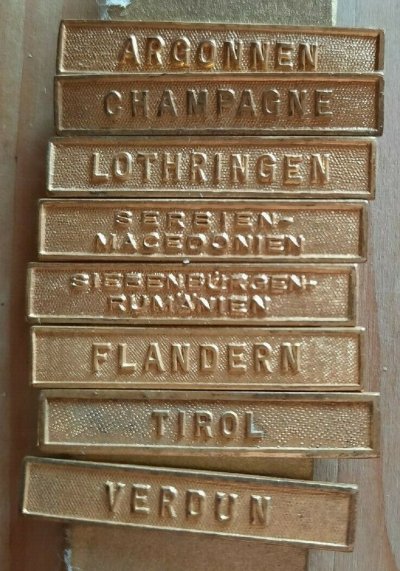 ARGONNEN
CHAMPAGNE
LOTHRINGEN
SERBIEN-
MACEDONIEN
SIEBENBÜRGEN-
RUMÄNIEN
FLANDERN
TIROL
VERDUN